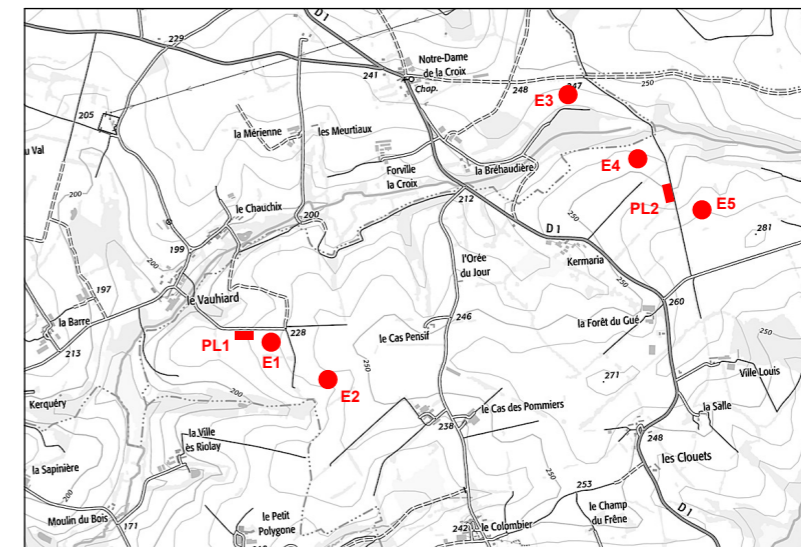 D 1
229
Notre-Dame
de la Croix
241
Chap.
248
E3
247
250
205
la Mérienne
les Meurtiaux
u Val
la Bréhaudière
E4
Forville
la Croix
200
PL2
E5
le Chauchix
200
212
250
D 1
281
199
200
l'Orée
du Jour
Kermaria
197
le Vauhiard
250
260
la Barre
228
246
la Forêt du Gué
213
PL1
E1
le Cas Pensif
250
250
E2
271
Ville Louis
Kerquéry
200
le Cas des Pommiers
la Salle
la Ville
ès Riolay
238
248
les Clouets
la Sapinière
250
253
200
le Petit
Polygone
le Champ
du Frêne
Moulin du Bois
171
242
le Colombier
D 1